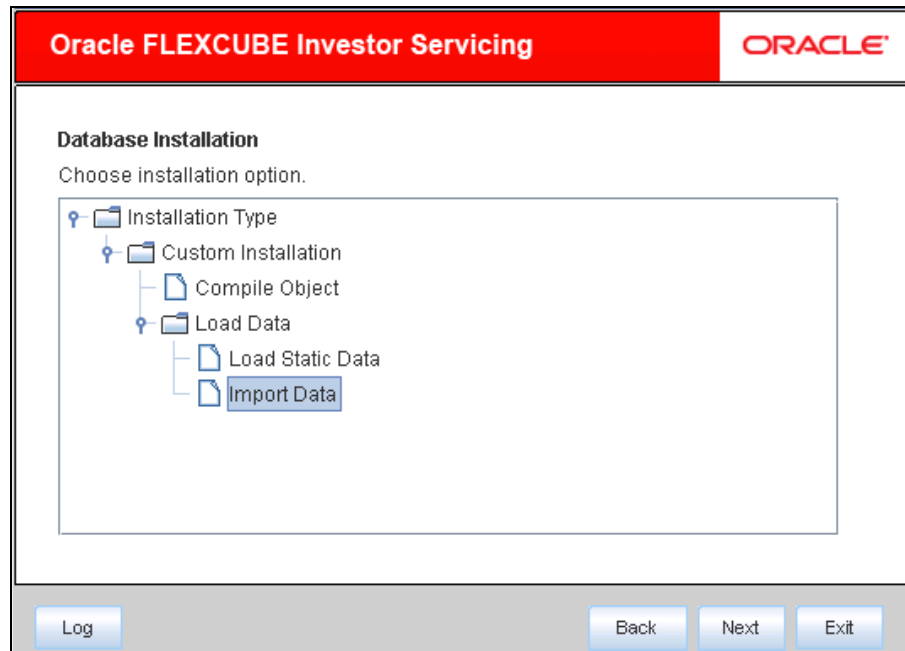 Oracle FLEXCUBE Investor Servicing
ORACLE
Database Installation
Choose installation option.
Installation Type
Custom Installation
Compile Object
Load Data
Load Static Data
Import Data
Log
Back
Next
Exit